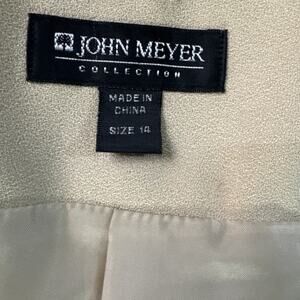 JOHN MEYER
COLLECTION
MADE IN
CHINA
SIZE 14